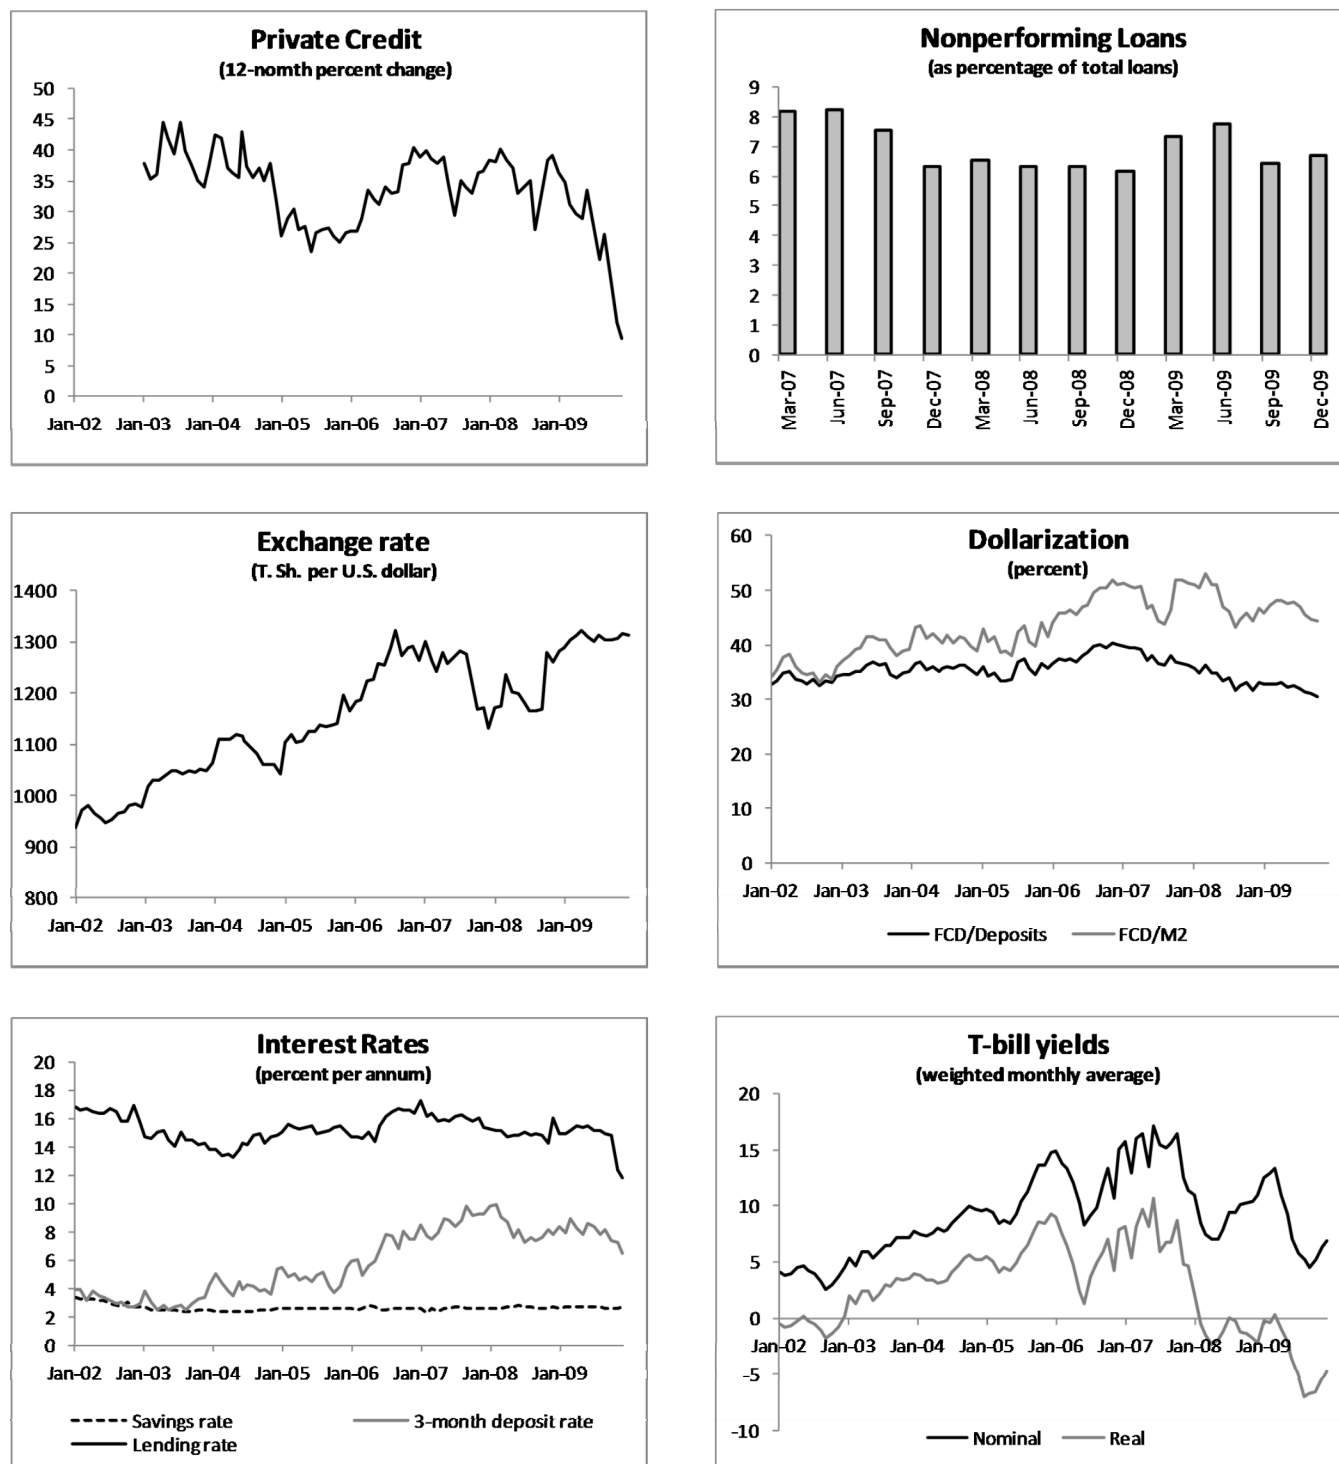 Private Credit
(12-nomth percent change)
50
45
40
35
30
25
20
15
10
5
0
Jan-02 Jan-03 Jan-04 Jan-05 Jan-06 Jan-07 Jan-08 Jan-09
Nonperforming Loans
(as percentage of total loans)
9
8
7
6
5
4
3
2
1
0
Mar-07 Jun-07 Sep-07 Dec-07 Mar-08 Jun-08 Sep-08 Dec-08 Mar-09 Jun-09 Sep-09 Dec-09
Exchange rate
(T. Sh. per U.S. dollar)
1400
1300
1200
1100
1000
900
800
Jan-02 Jan-03 Jan-04 Jan-05 Jan-06 Jan-07 Jan-08 Jan-09
Dollarization
(percent)
60
50
40
30
20
10
0
Jan-02 Jan-03 Jan-04 Jan-05 Jan-06 Jan-07 Jan-08 Jan-09
FCD/Deposits FCD/M2
Interest Rates
(percent per annum)
20
18
16
14
12
10
8
6
4
2
0
Jan-02 Jan-03 Jan-04 Jan-05 Jan-06 Jan-07 Jan-08 Jan-09
Savings rate 3-month deposit rate
Lending rate
T-bill yields
(weighted monthly average)
20
15
10
5
0
Jan-02 Jan-03 Jan-04 Jan-05 Jan-06 Jan-07 Jan-08 Jan-09
-5
-10
Nominal Real